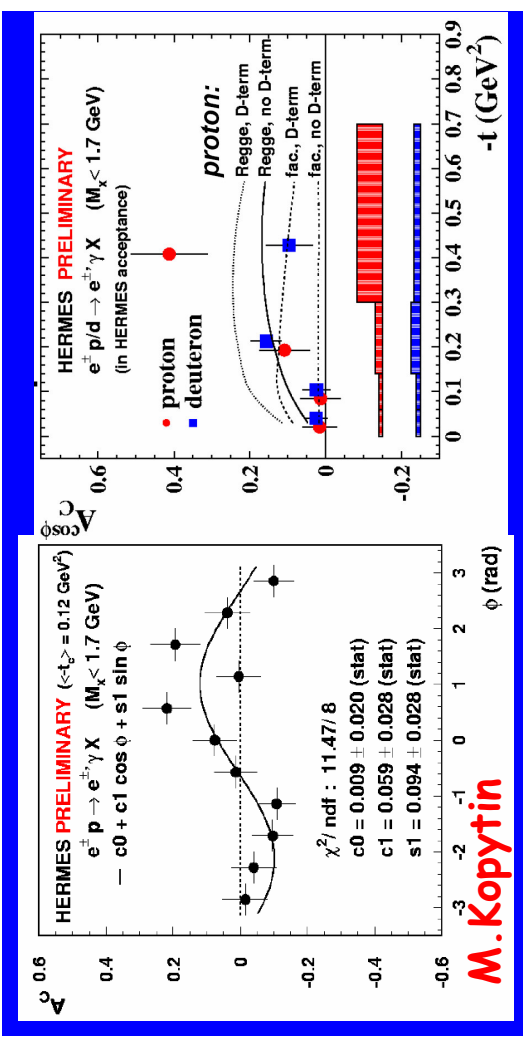 HERMES PRELIMINARY (<-t_c> = 0.12 GeV²)
e± p → e±' γ X (Mₓ< 1.7 GeV)
— c0 + c1 cos ϕ + s1 sin ϕ
A_C
0.6
0.4
0.2
0
-0.2
-0.4
-0.6
χ²/ ndf : 11.47/ 8
c0 = 0.009 ± 0.020 (stat)
c1 = 0.059 ± 0.028 (stat)
s1 = 0.094 ± 0.028 (stat)
-3 -2 -1 0 1 2 3
ϕ (rad)
M.Kopytin
HERMES PRELIMINARY
e± p/d → e±' γ X (Mₓ< 1.7 GeV)
(in HERMES acceptance)
proton
deuteron
A_C^cosϕ
0.6
0.4
0.2
0
-0.2
proton:
Regge, D-term
Regge, no D-term
fac., D-term
fac., no D-term
0 0.1 0.2 0.3 0.4 0.5 0.6 0.7 0.8 0.9
-t (GeV²)